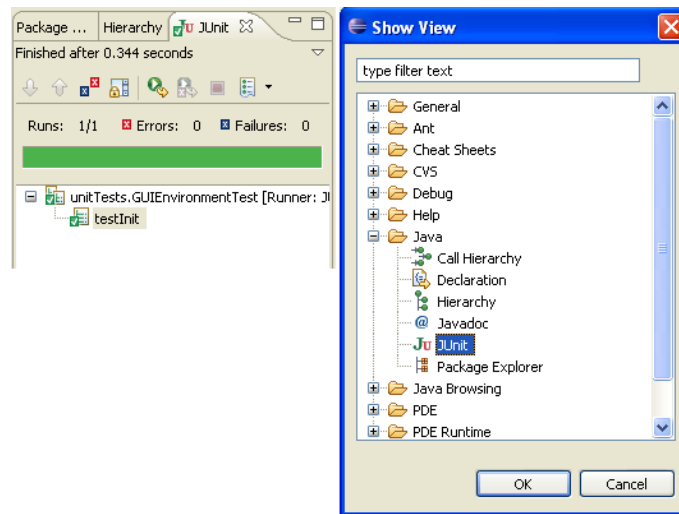 Package ... Hierarchy JU JUnit
Finished after 0.344 seconds
Runs: 1/1 Errors: 0 Failures: 0
unitTests.GUIEnvironmentTest [Runner: JU
testInit
Show View
type filter text
General
Ant
Cheat Sheets
CVS
Debug
Help
Java
Call Hierarchy
Declaration
Hierarchy
@ Javadoc
JU JUnit
Package Explorer
Java Browsing
PDE
PDE Runtime
OK Cancel